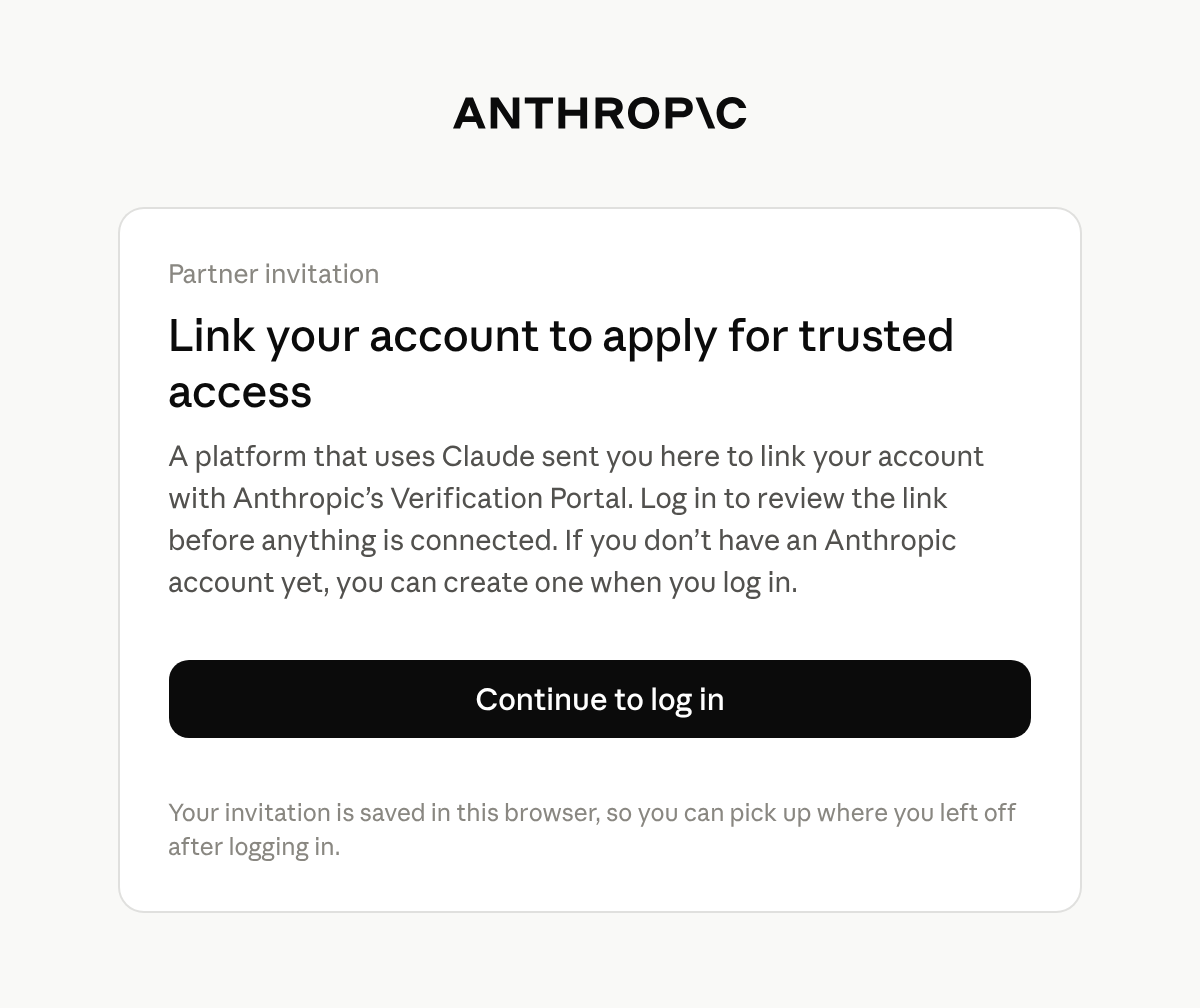 ANTHROP\C
Partner invitation
Link your account to apply for trusted
access
A platform that uses Claude sent you here to link your account
with Anthropic’s Verification Portal. Log in to review the link
before anything is connected. If you don’t have an Anthropic
account yet, you can create one when you log in.
Continue to log in
Your invitation is saved in this browser, so you can pick up where you left off
after logging in.